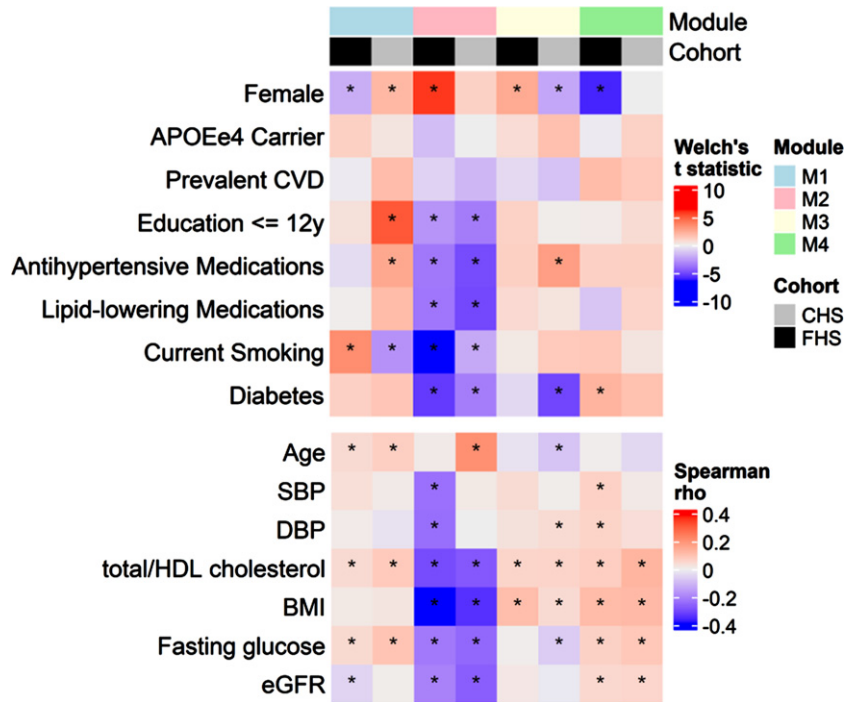 Module
Cohort
Female
APOEe4 Carrier
Prevalent CVD
Education <= 12y
Antihypertensive Medications
Lipid-lowering Medications
Current Smoking
Diabetes
* * * * * *
* * *
* * * *
* *
* * * *
* * * *
Welch's
t statistic
10
5
0
-5
-10
Module
M1
M2
M3
M4
Cohort
CHS
FHS
Age
SBP
DBP
total/HDL cholesterol
BMI
Fasting glucose
eGFR
* * * *
* *
* * *
* * * * * * * *
* * * * * *
* * * * * * *
* * * * *
Spearman
rho
0.4
0.2
0
-0.2
-0.4